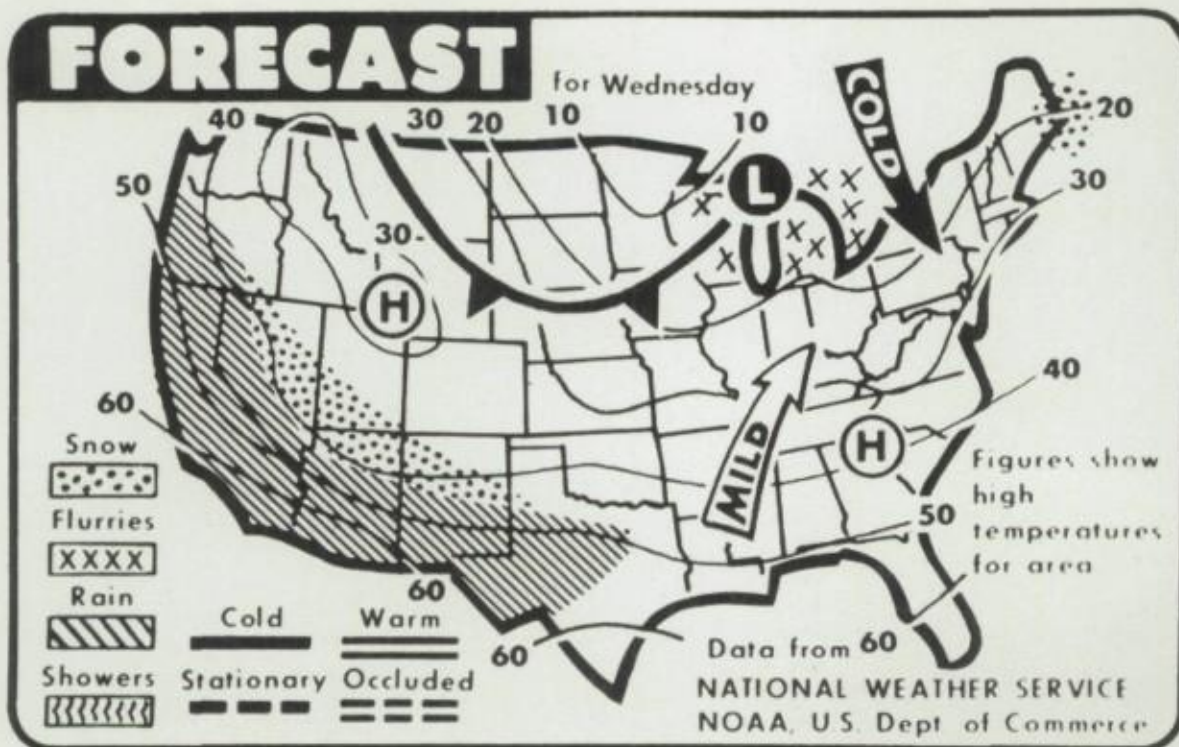 FORECAST
for Wednesday
COLD
40
30
20
10
10
20
50
30
30
L
H
60
40
Snow
Flurries
XXXX
Rain
Showers
MILD
H
Figures show
high
temperatures
for area
50
60
Cold
Warm
Stationary
Occluded
60
Data from 60
NATIONAL WEATHER SERVICE
NOAA, U.S. Dept of Commerce